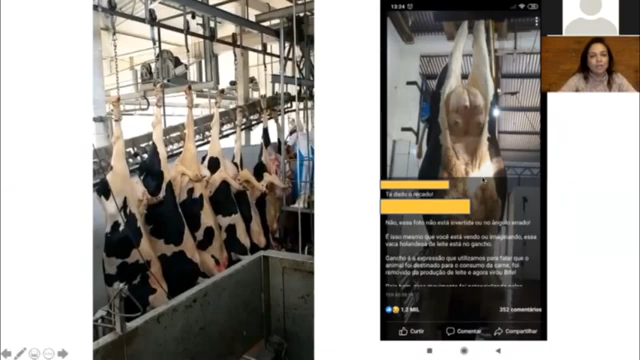 13:24
Tá dado o recado!
Não, essa foto não está invertida ou no ângulo errado!
É isso mesmo que você está vendo ou imaginando, essa
vaca holandesa de leite está no gancho.
Gancho é a expressão que utilizamos para falar que o
animal foi destinado para o consumo da carne, foi
removido da produção de leite e agora virou Bife!
1,2 MIL
352 comentários
Curtir
Comentar
Compartilhar